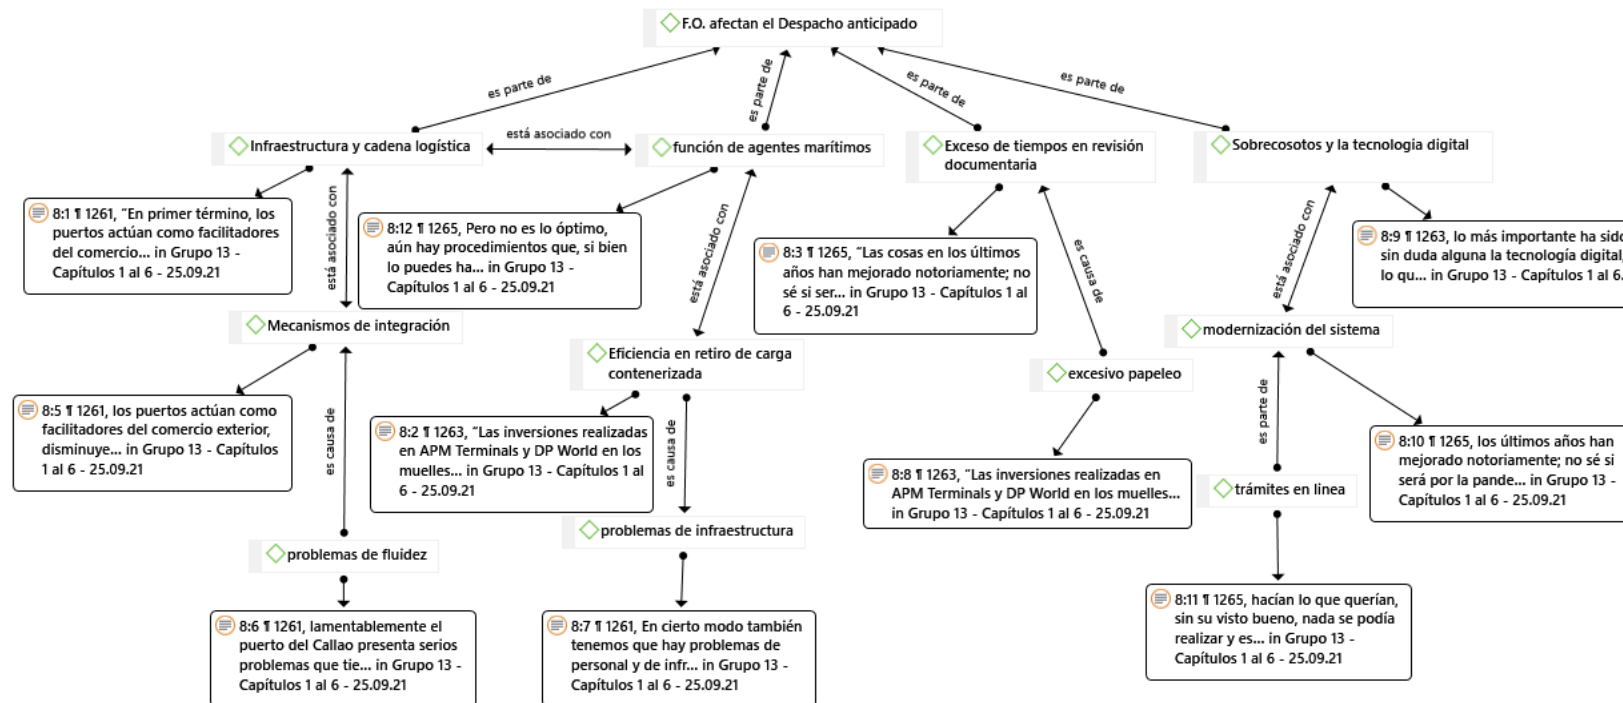 F.O. afectan el Despacho anticipado
es parte de
es parte de
es parte de
es parte de
Infraestructura y cadena logística
está asociado con
función de agentes marítimos
Exceso de tiempos en revisión
documentaria
Sobrecosotos y la tecnologia digital
8:1 ¶ 1261, “En primer término, los
puertos actúan como facilitadores
del comercio... in Grupo 13 -
Capítulos 1 al 6 - 25.09.21
está asociado con
8:12 ¶ 1265, Pero no es lo óptimo,
aún hay procedimientos que, si bien
lo puedes ha... in Grupo 13 -
Capítulos 1 al 6 - 25.09.21
está asociado con
8:3 ¶ 1265, “Las cosas en los últimos
años han mejorado notoriamente; no
sé si ser... in Grupo 13 - Capítulos 1 al
6 - 25.09.21
es causa de
está asociado con
8:9 ¶ 1263, lo más importante ha sido
sin duda alguna la tecnología digital,
lo qu... in Grupo 13 - Capítulos 1 al 6.
Mecanismos de integración
Eficiencia en retiro de carga
contenerizada
excesivo papeleo
modernización del sistema
8:5 ¶ 1261, los puertos actúan como
facilitadores del comercio exterior,
disminuye... in Grupo 13 - Capítulos
1 al 6 - 25.09.21
es causa de
8:2 ¶ 1263, “Las inversiones realizadas
en APM Terminals y DP World en los
muelles... in Grupo 13 - Capítulos 1 al
6 - 25.09.21
es causa de
8:8 ¶ 1263, “Las inversiones realizadas en
APM Terminals y DP World en los muelles...
in Grupo 13 - Capítulos 1 al 6 - 25.09.21
es parte de
8:10 ¶ 1265, los últimos años han
mejorado notoriamente; no sé si
será por la pande... in Grupo 13 -
Capítulos 1 al 6 - 25.09.21
trámites en linea
problemas de fluidez
problemas de infraestructura
8:6 ¶ 1261, lamentablemente el
puerto del Callao presenta serios
problemas que tie... in Grupo 13 -
Capítulos 1 al 6 - 25.09.21
8:7 ¶ 1261, En cierto modo también
tenemos que hay problemas de
personal y de infr... in Grupo 13 -
Capítulos 1 al 6 - 25.09.21
8:11 ¶ 1265, hacían lo que querían,
sin su visto bueno, nada se podía
realizar y es... in Grupo 13 -
Capítulos 1 al 6 - 25.09.21